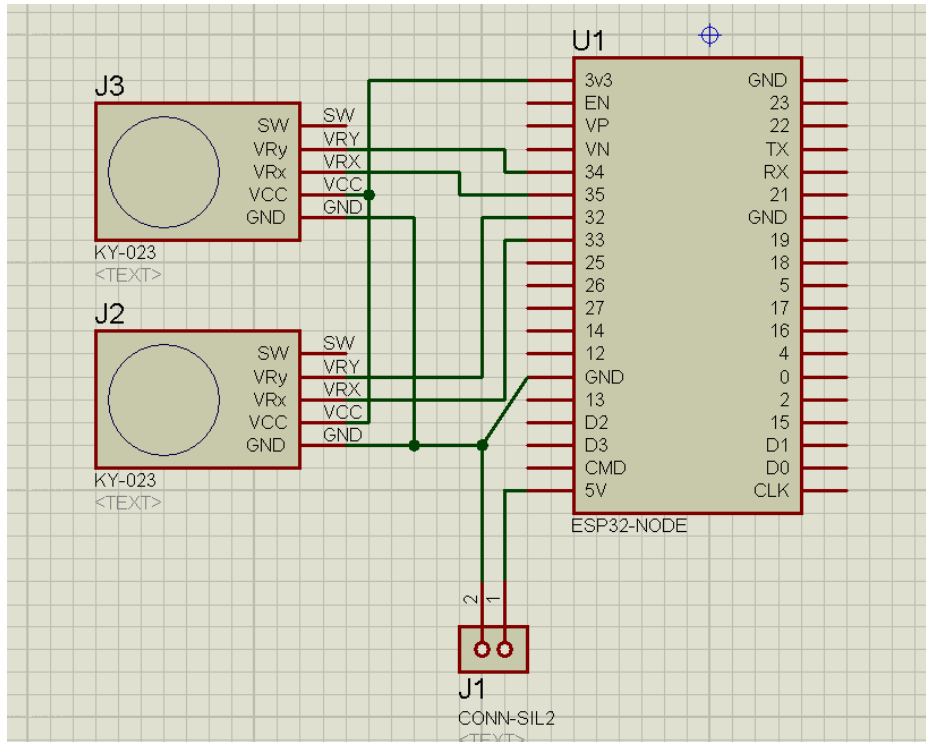 U1
J3
SW
VRy
VRx
VCC
GND
SW
VRY
VRX
VCC
GND
KY-023
<TEXT>
J2
SW
VRy
VRx
VCC
GND
SW
VRY
VRX
VCC
GND
KY-023
<TEXT>
3v3
EN
VP
VN
34
35
32
33
25
26
27
14
12
GND
13
D2
D3
CMD
5V
GND
23
22
TX
RX
21
GND
19
18
5
17
16
4
0
2
15
D1
D0
CLK
ESP32-NODE
2
1
J1
CONN-SIL2
<TEXT>